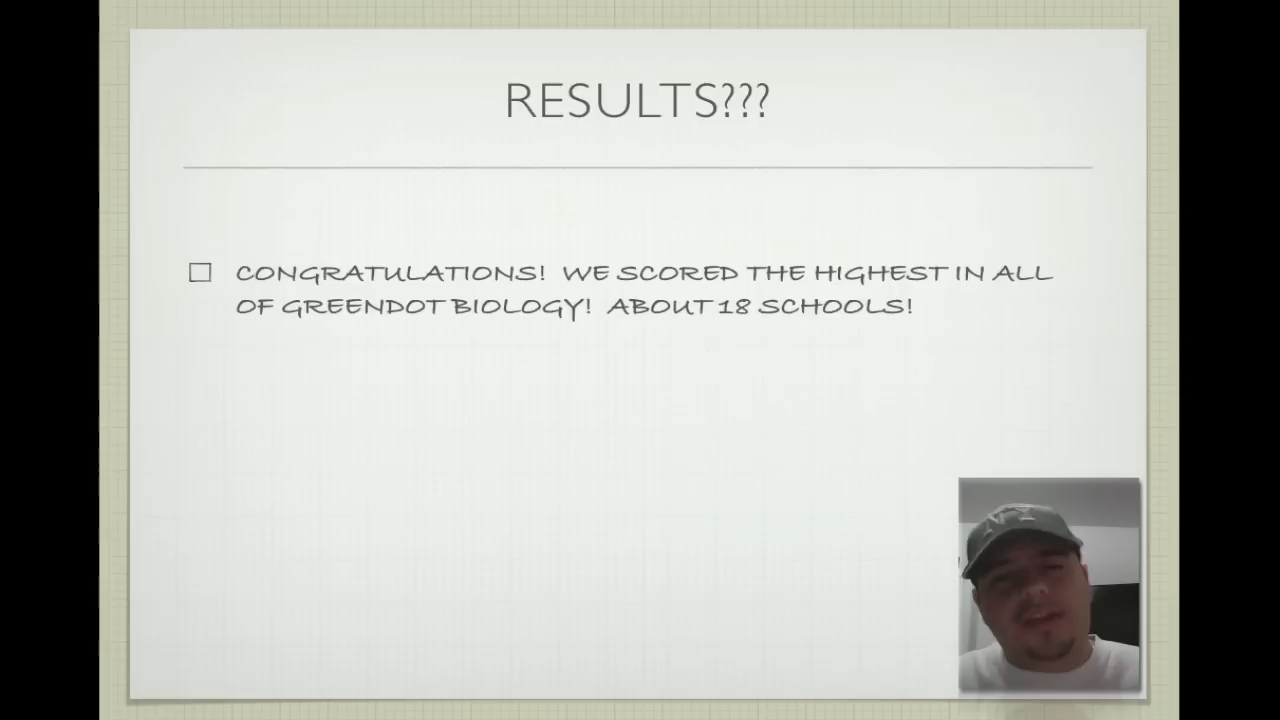 RESULTS???
CONGRATULATIONS! WE SCORED THE HIGHEST IN ALL
OF GREENDOT BIOLOGY! ABOUT 18 SCHOOLS!